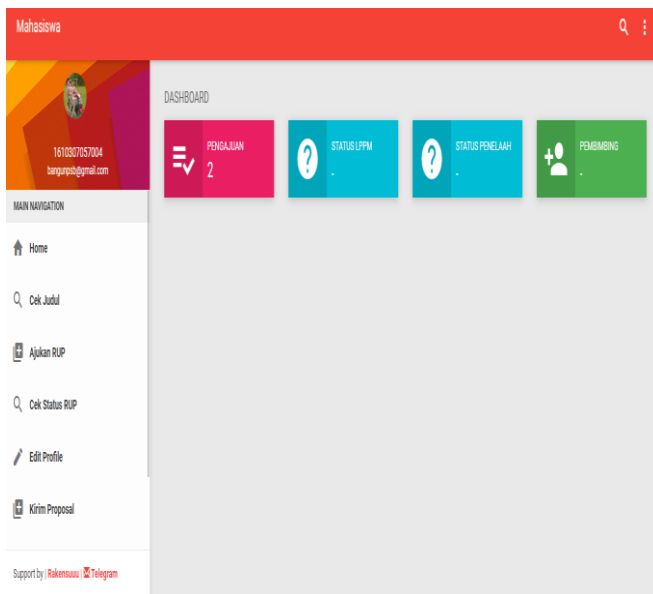 Mahasiswa
1610307057004
bangunpsb@gmail.com
MAIN NAVIGATION
Home
Cek Judul
Ajukan RUP
Cek Status RUP
Edit Profile
Kirim Proposal
Support by | Rakensuuu | Telegram
DASHBOARD
PENGAJUAN
2
STATUS LPPM
.
STATUS PENELAAH
.
PEMBIMBING
.